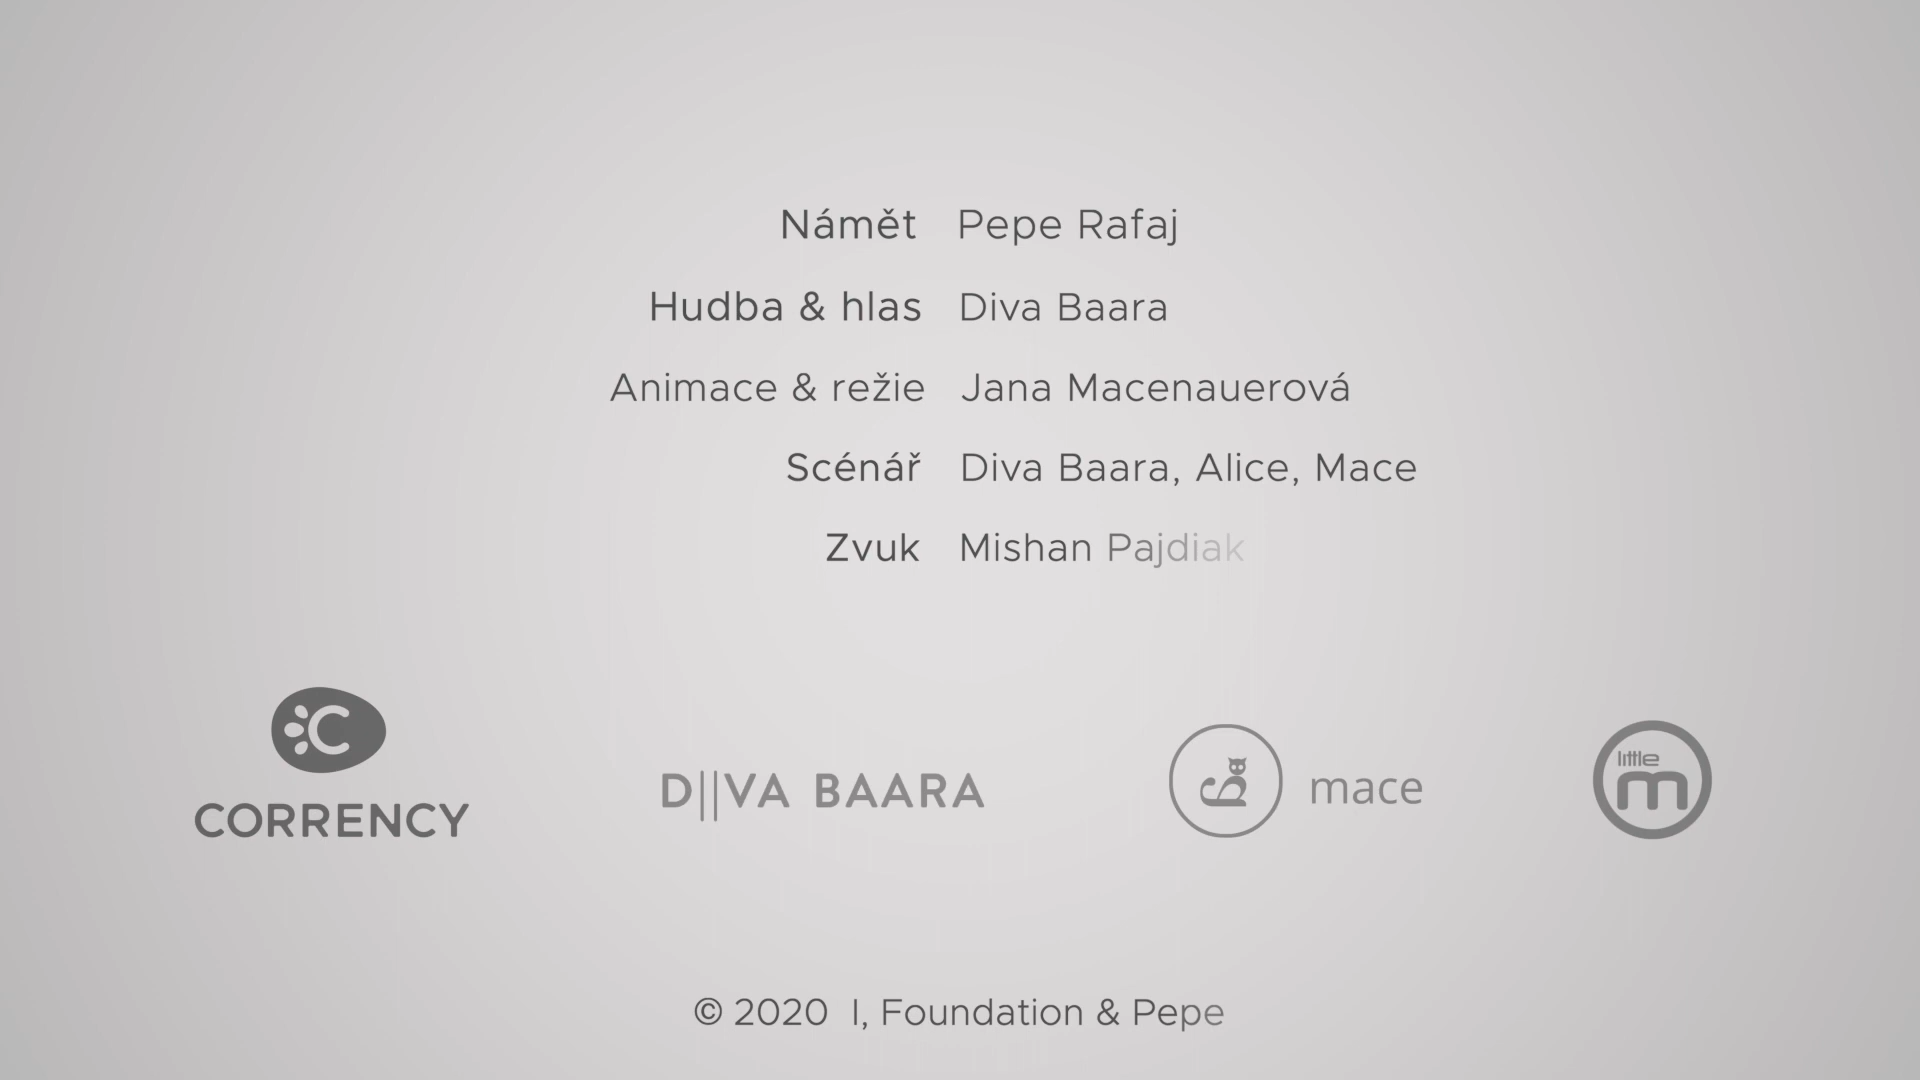 Námět Pepe Rafaj
Hudba & hlas Diva Baara
Animace & režie Jana Macenauerová
Scénář Diva Baara, Alice, Mace
Zvuk Mishan Pajdiak
C
CORRENCY
D||VA BAARA
mace
little
m
© 2020 I, Foundation & Pepe